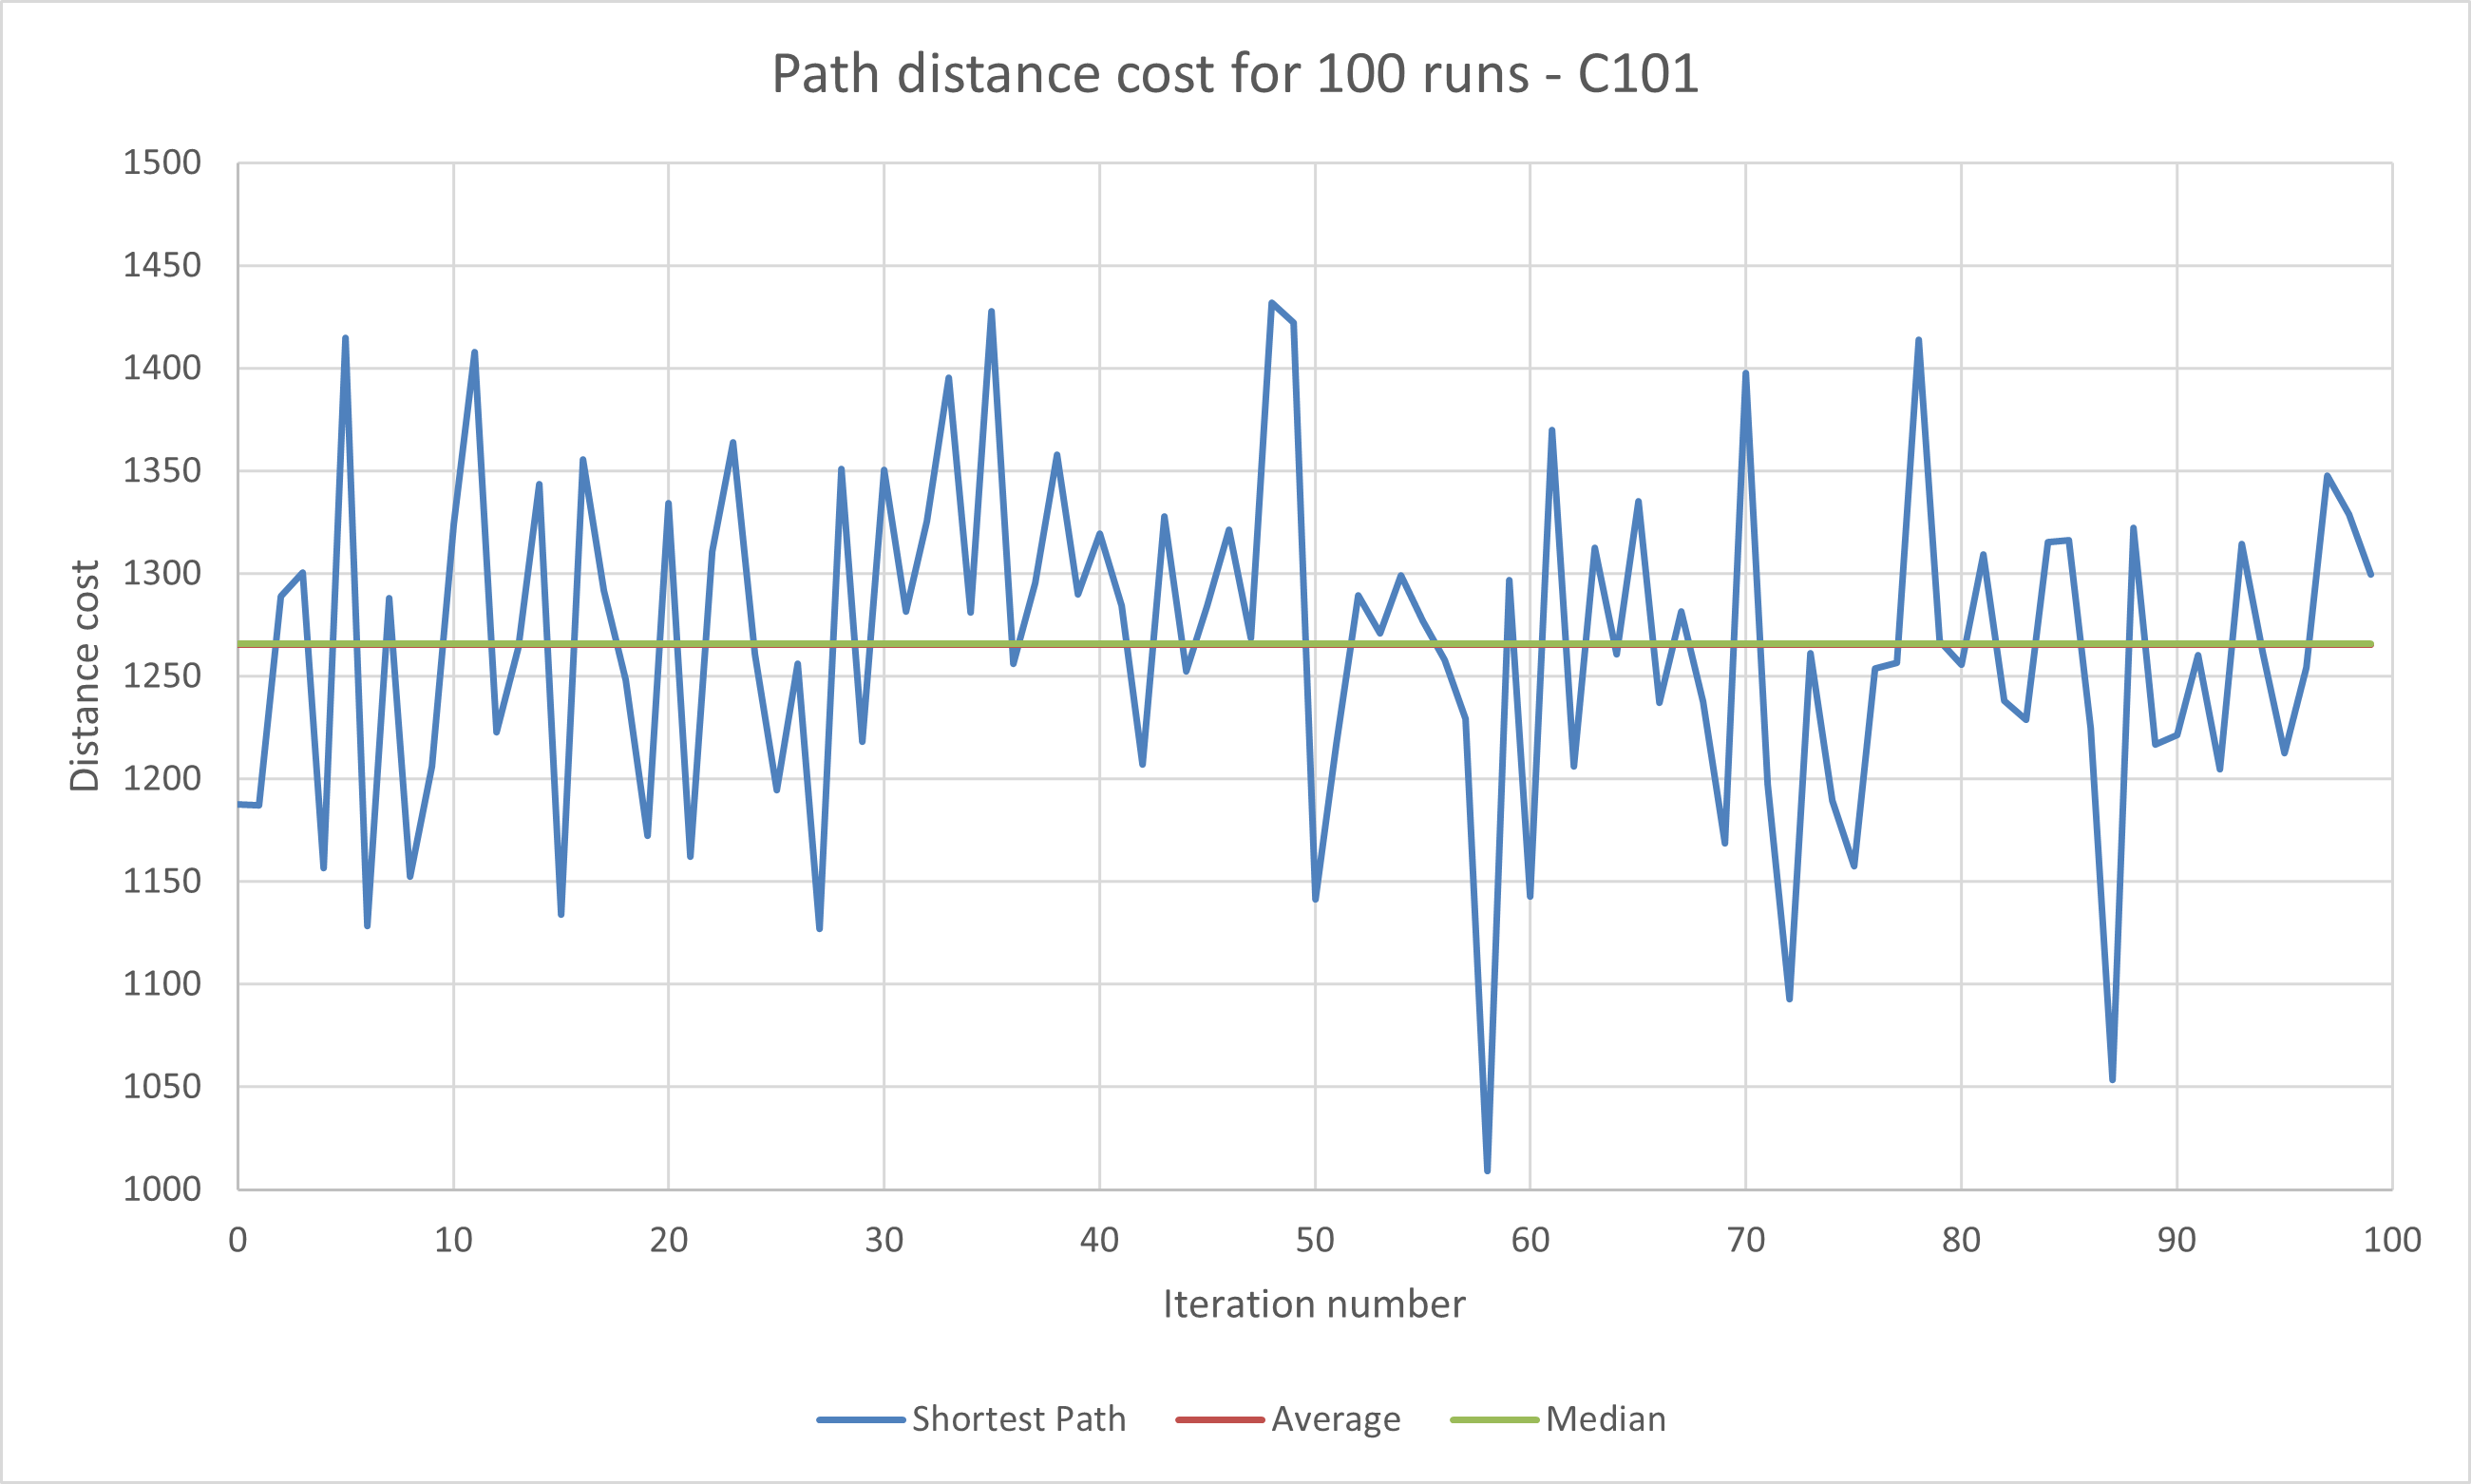 Path distance cost for 100 runs - C101
1500
1450
1400
1350
1300
1250
1200
1150
1100
1050
1000
Distance cost
0 10 20 30 40 50 60 70 80 90 100
Iteration number
Shortest Path Average Median